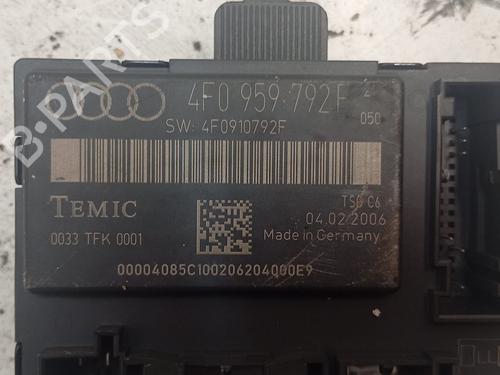 4F0 959 792F
050
SW: 4F0910792F
TEMIC
TSG C6
04.02.2006
0033 TFK 0001
Made in Germany
00004085C100206204000E9
B-PARTS